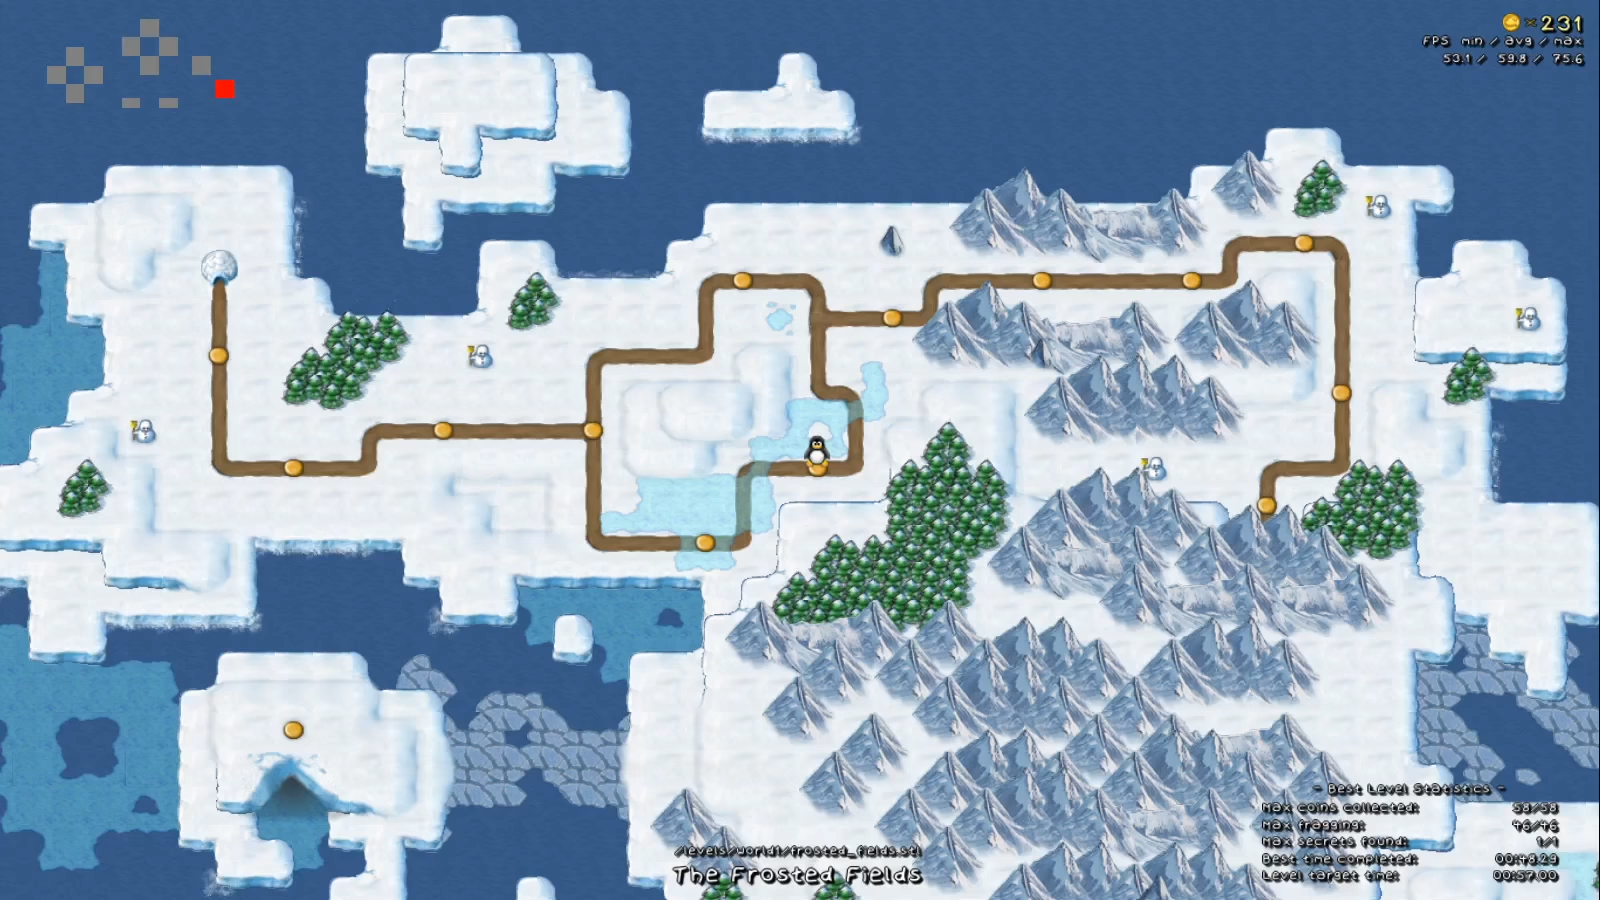 × 231
FPS min / avg / max
53.1 / 59.8 / 75.6
- Best Level Statistics -
Max coins collected: 58/58
Max fragging: 46/46
Max secrets found: 1/1
Best time completed: 00:48.29
Level target time: 00:57.00
/levels/world1/frosted_fields.stl
The Frosted Fields